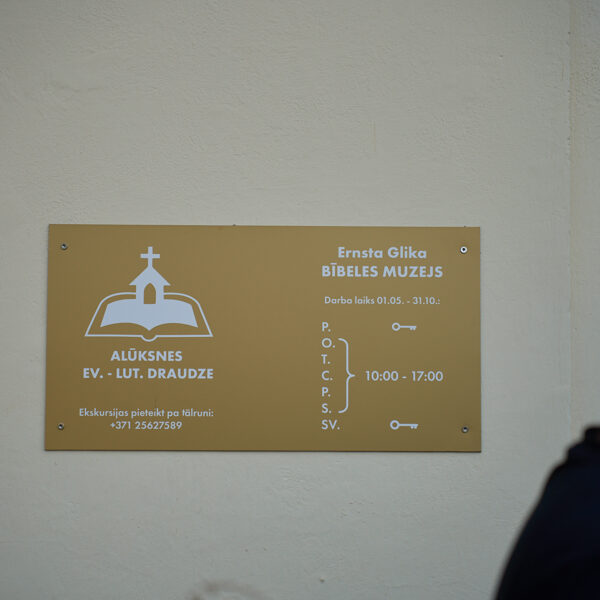 ALŪKSNES
EV. - LUT. DRAUDZE
Ekskursijas pieteikt pa tālruni:
+371 25627589
Ernsta Glika
BĪBELES MUZEJS
Darba laiks 01.05. - 31.10.:
P.
O.
T.
C. 10:00 - 17:00
P.
S.
SV.